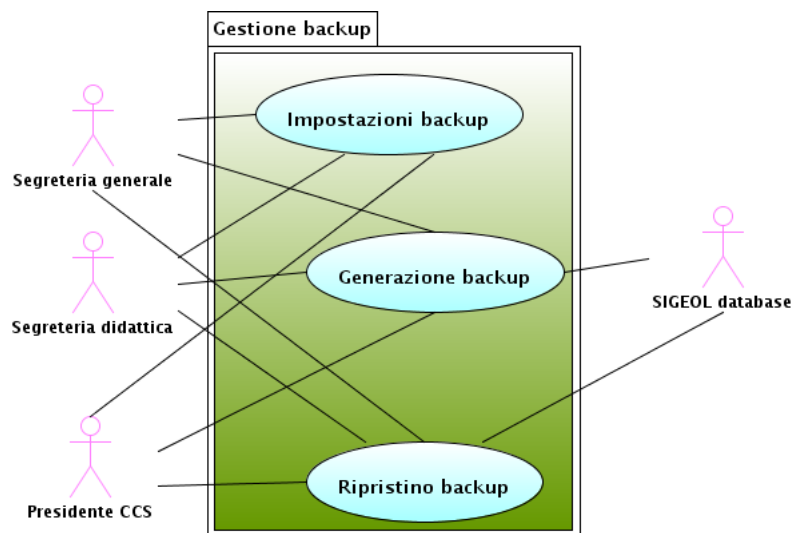 Gestione backup
Impostazioni backup
Segreteria generale
Generazione backup
SIGEOL database
Segreteria didattica
Ripristino backup
Presidente CCS